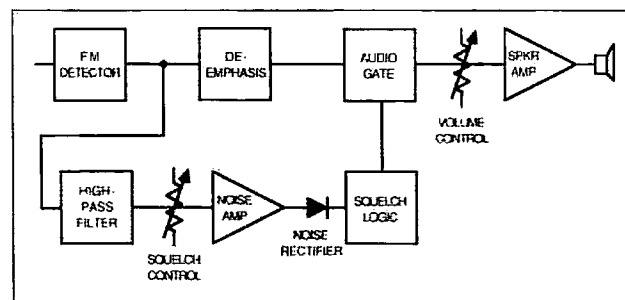 FM
DETECTOR
DE-
EMPHASIS
AUDIO
GATE
SPKR
AMP
VOLUME
CONTROL
HIGH-
PASS
FILTER
SQUELCH
CONTROL
NOISE
AMP
NOISE
RECTIFIER
SQUELCH
LOGIC